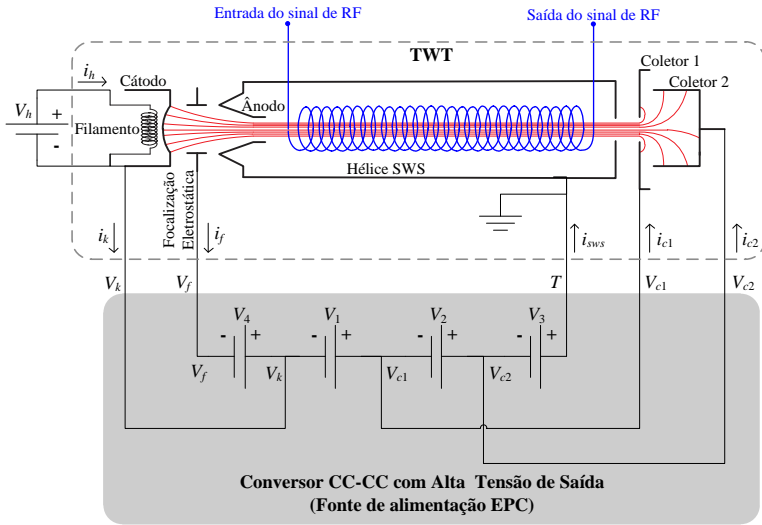 Entrada do sinal de RF
Saída do sinal de RF
TWT
Coletor 1
Coletor 2
i_h
Cátodo
V_h
+
-
Filamento
Ânodo
Hélice SWS
Focalização
Eletrostática
i_k
i_f
i_sws
i_c1
i_c2
V_k
V_f
T
V_c1
V_c2
V_4
V_1
V_2
V_3
- +
- +
- +
- +
V_f
V_k
V_c1
V_c2
Conversor CC-CC com Alta Tensão de Saída
(Fonte de alimentação EPC)